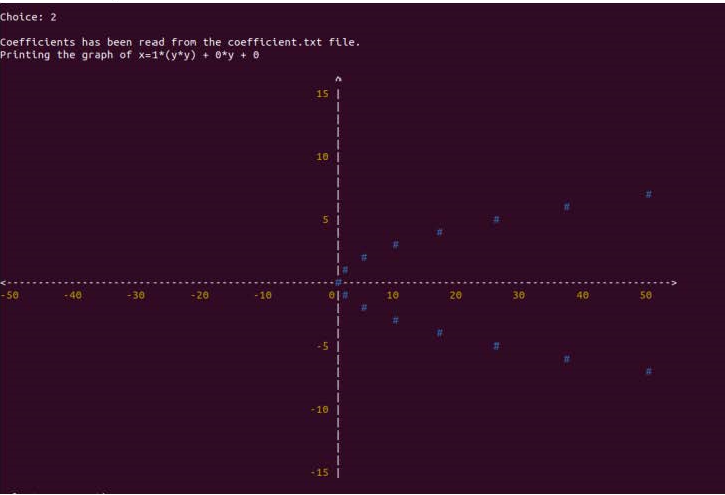 Choice: 2
Coefficients has been read from the coefficient.txt file.
Printing the graph of x=1*(y*y) + 0*y + 0
15
10
5
-50 -40 -30 -20 -10 0 10 20 30 40 50
-5
-10
-15